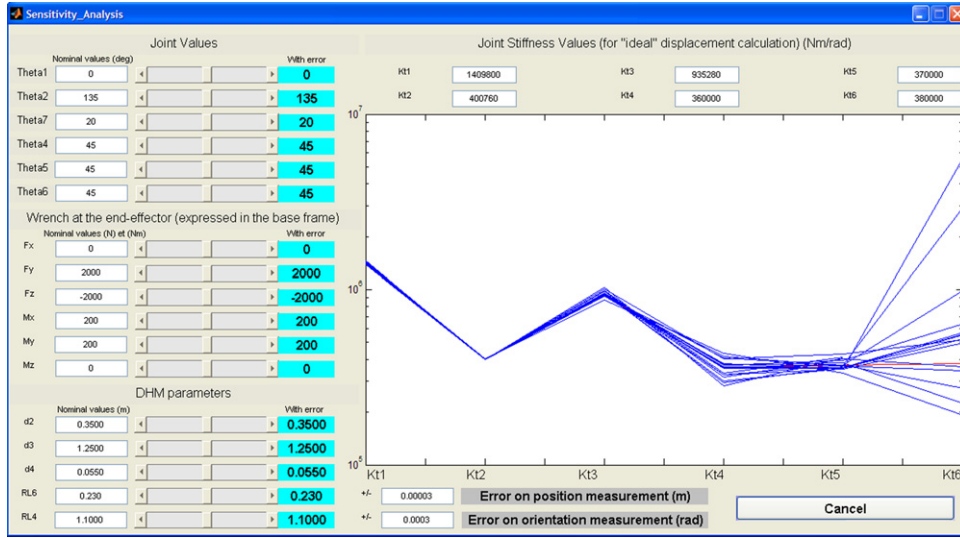 Sensitivity_Analysis
Joint Values
Nominal values (deg) With error
Theta1 0 0
Theta2 135 135
Theta7 20 20
Theta4 45 45
Theta5 45 45
Theta6 45 45
Wrench at the end-effector (expressed in the base frame)
Nominal values (N) et (Nm) With error
Fx 0 0
Fy 2000 2000
Fz -2000 -2000
Mx 200 200
My 200 200
Mz 0 0
DHM parameters
Nominal values (m) With error
d2 0.3500 0.3500
d3 1.2500 1.2500
d4 0.0550 0.0550
RL6 0.230 0.230
RL4 1.1000 1.1000
Joint Stiffness Values (for "ideal" displacement calculation) (Nm/rad)
Kt1 1409800 Kt3 935280 Kt5 370000
Kt2 400760 Kt4 360000 Kt6 380000
10^7
10^6
10^5
Kt1 Kt2 Kt3 Kt4 Kt5 Kt6
+/- 0.00003 Error on position measurement (m)
+/- 0.0003 Error on orientation measurement (rad)
Cancel